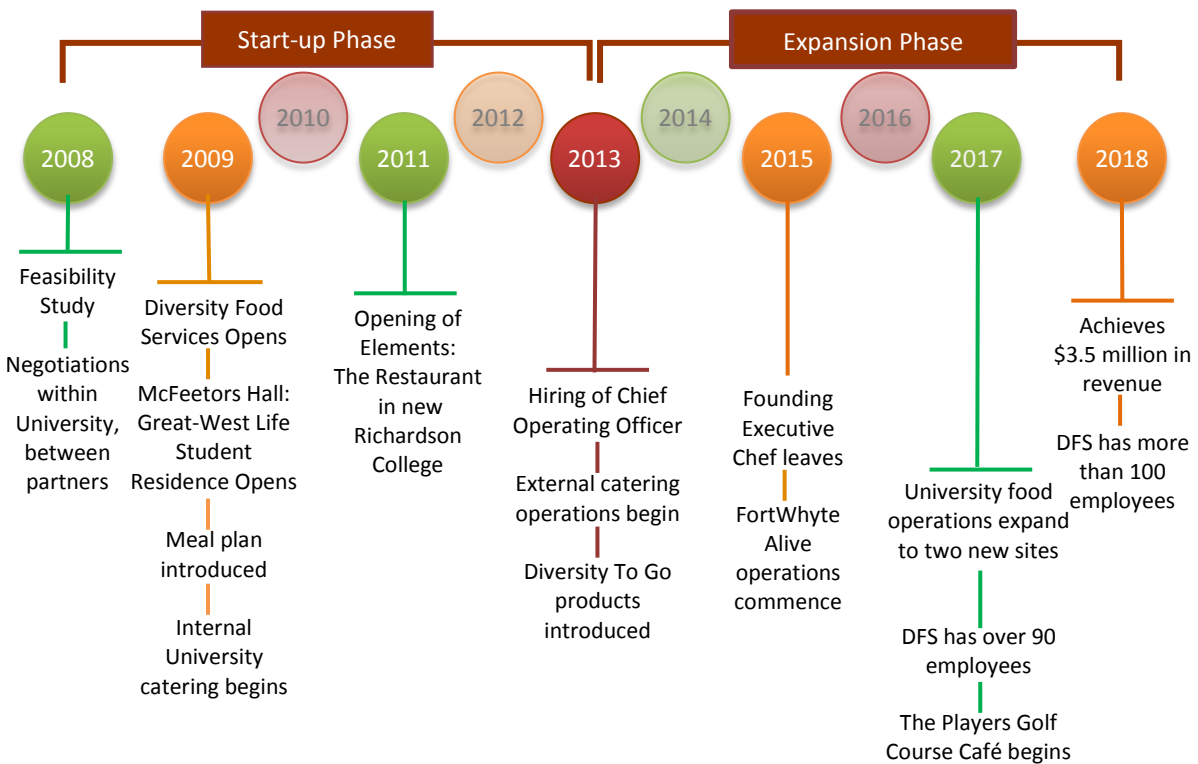 Start-up Phase
Expansion Phase
2008
2009
2010
2011
2012
2013
2014
2015
2016
2017
2018
Feasibility
Study
Negotiations
within
University,
between
partners
Diversity Food
Services Opens
McFeetors Hall:
Great-West Life
Student
Residence Opens
Meal plan
introduced
Internal
University
catering begins
Opening of
Elements:
The Restaurant
in new
Richardson
College
Hiring of Chief
Operating Officer
External catering
operations begin
Diversity To Go
products
introduced
Founding
Executive
Chef leaves
FortWhyte
Alive
operations
commence
University food
operations expand
to two new sites
DFS has over 90
employees
The Players Golf
Course Café begins
Achieves
$3.5 million in
revenue
DFS has more
than 100
employees